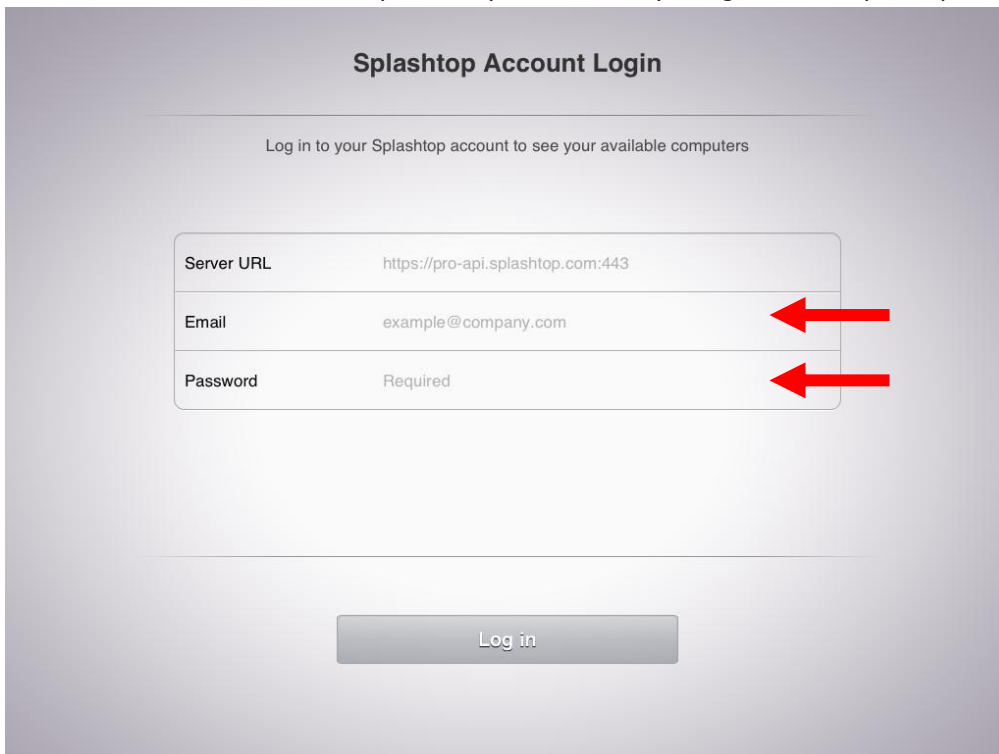 Splashtop Account Login
Log in to your Splashtop account to see your available computers
Server URL https://pro-api.splashtop.com:443
Email example@company.com
Password Required
Log in